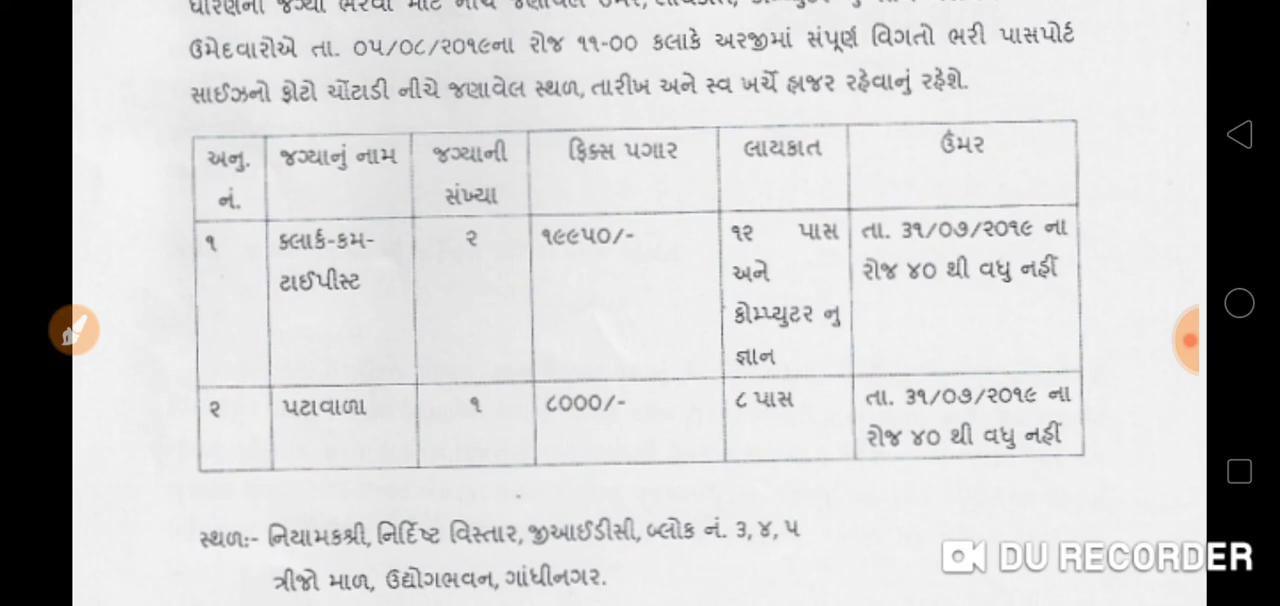 ઉમેદવારોએ તા. ૦૫/૦૮/૨૦૧૯ના રોજ ૧૧-૦૦ કલાકે અરજીમાં સંપૂર્ણ વિગતો ભરી પાસપોર્ટ
સાઈઝનો ફોટો ચોંટાડી નીચે જણાવેલ સ્થળ, તારીખ અને સ્વ ખર્ચે હાજર રહેવાનું રહેશે.
અનુ. નં. જગ્યાનું નામ જગ્યાની સંખ્યા ફિક્સ પગાર લાયકાત ઉંમર
૧ ક્લાર્ક-કમ- ૨ ૧૯૯૫૦/- ૧૨ પાસ તા. ૩૧/૦૭/૨૦૧૯ ના
ટાઈપીસ્ટ અને રોજ ૪૦ થી વધુ નહીં
કોમ્પ્યુટર નુ
જ્ઞાન
૨ પટાવાળા ૧ ૮૦૦૦/- ૮ પાસ તા. ૩૧/૦૭/૨૦૧૯ ના
રોજ ૪૦ થી વધુ નહીં
સ્થળ:- નિયામકશ્રી, નિર્દિષ્ટ વિસ્તાર, જીઆઈડીસી, બ્લોક નં. ૩, ૪, ૫
ત્રીજો માળ, ઉદ્યોગભવન, ગાંધીનગર.
DU RECORDER